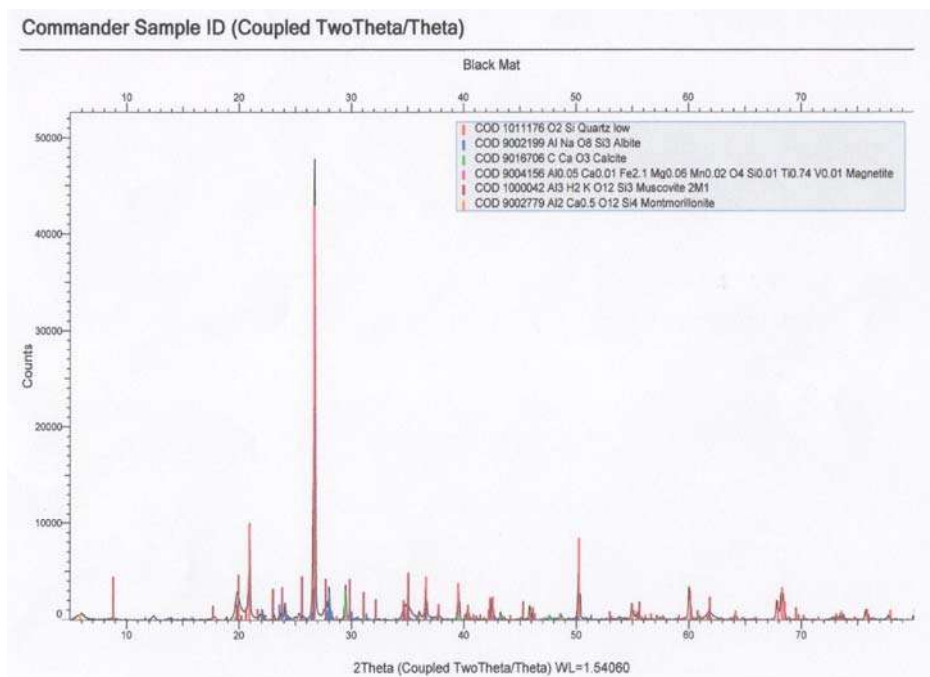 Commander Sample ID (Coupled TwoTheta/Theta)
Black Mat
10 20 30 40 50 60 70
COD 1011176 O2 Si Quartz low
COD 9002199 Al Na O8 Si3 Albite
COD 9016706 C Ca O3 Calcite
COD 9004156 Al0.05 Ca0.01 Fe2.1 Mg0.06 Mn0.02 O4 Si0.01 Ti0.74 V0.01 Magnetite
COD 1000042 Al3 H2 K O12 Si3 Muscovite 2M1
COD 9002779 Al2 Ca0.5 O12 Si4 Montmorillonite
50000
40000
30000
20000
10000
0
Counts
10 20 30 40 50 60 70
2Theta (Coupled TwoTheta/Theta) WL=1.54060